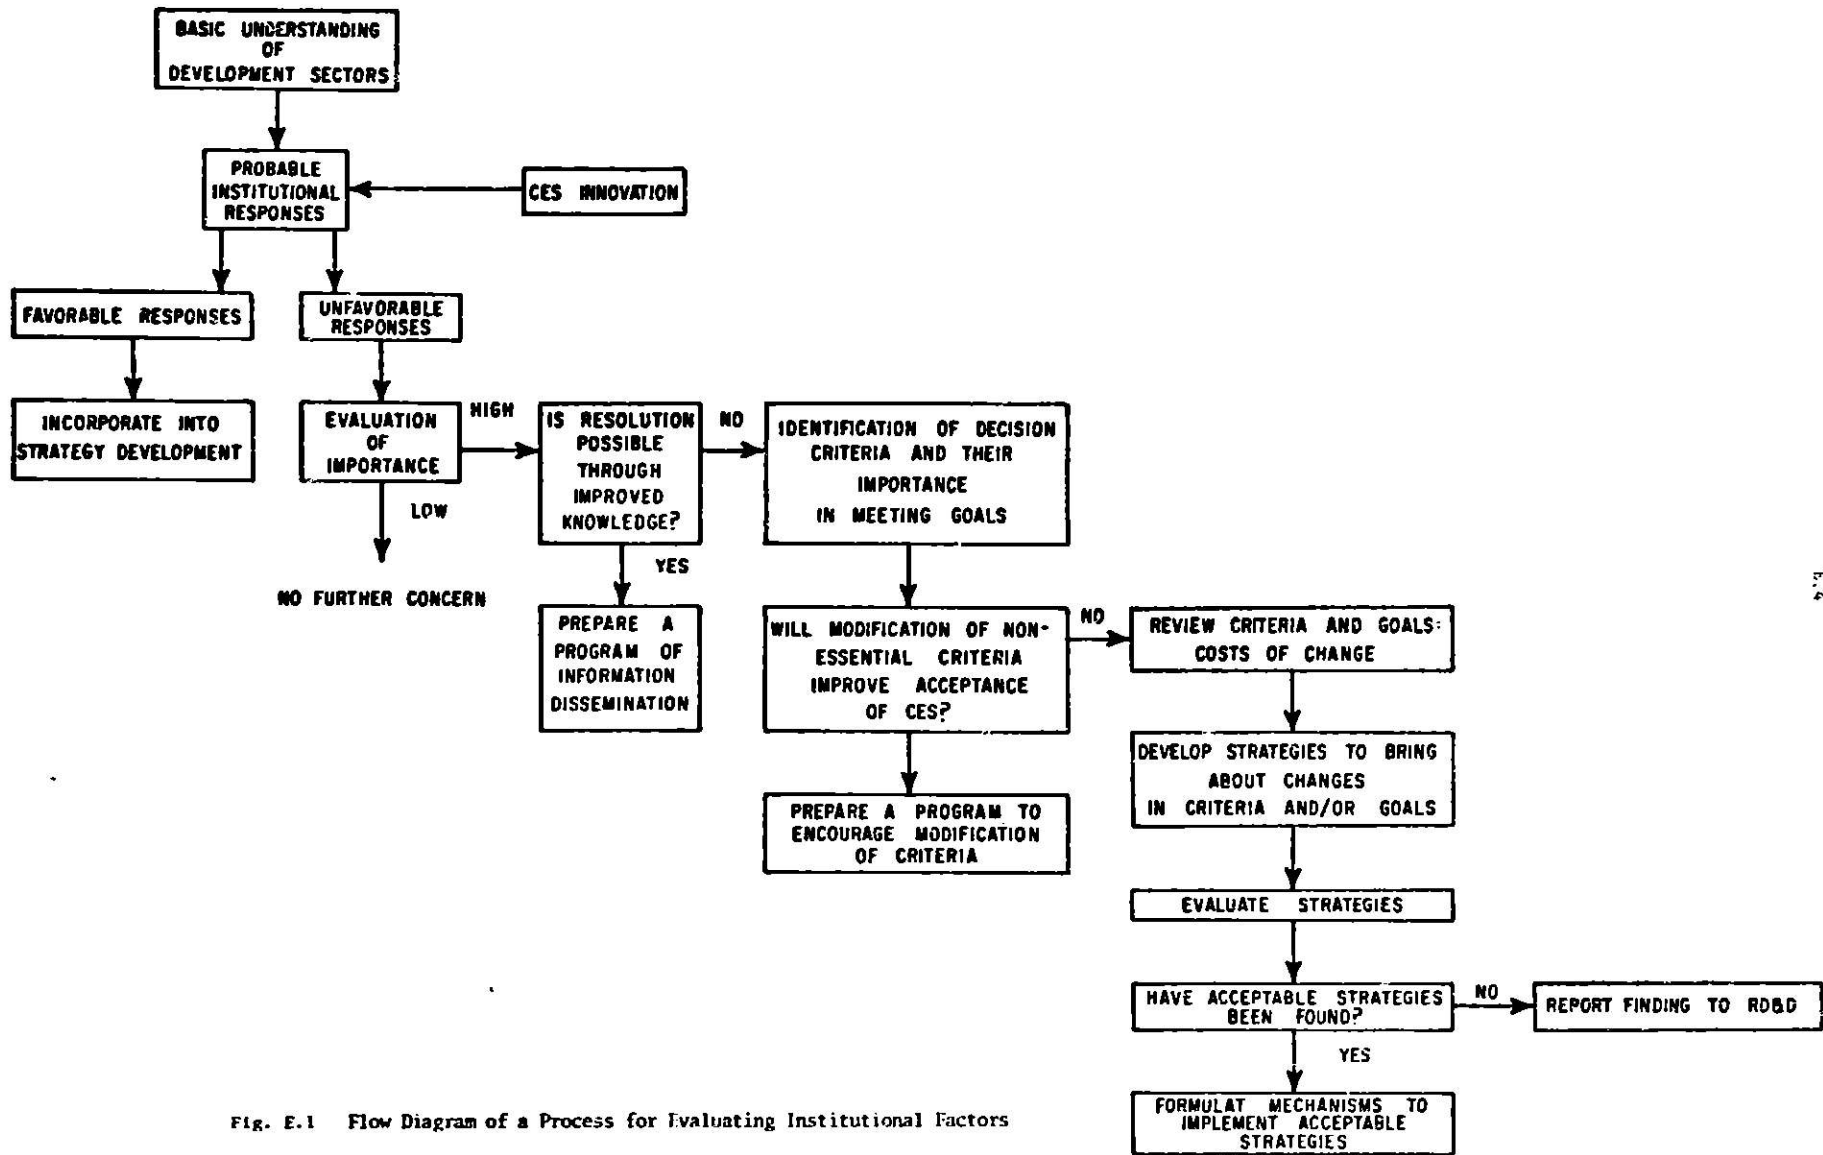 BASIC UNDERSTANDING
OF
DEVELOPMENT SECTORS
PROBABLE
INSTITUTIONAL
RESPONSES
CES INNOVATION
FAVORABLE RESPONSES
UNFAVORABLE
RESPONSES
INCORPORATE INTO
STRATEGY DEVELOPMENT
EVALUATION
OF
IMPORTANCE
HIGH
LOW
NO FURTHER CONCERN
IS RESOLUTION
POSSIBLE
THROUGH
IMPROVED
KNOWLEDGE?
NO
YES
PREPARE A
PROGRAM OF
INFORMATION
DISSEMINATION
IDENTIFICATION OF DECISION
CRITERIA AND THEIR
IMPORTANCE
IN MEETING GOALS
WILL MODIFICATION OF NON-
ESSENTIAL CRITERIA
IMPROVE ACCEPTANCE
OF CES?
NO
PREPARE A PROGRAM TO
ENCOURAGE MODIFICATION
OF CRITERIA
REVIEW CRITERIA AND GOALS:
COSTS OF CHANGE
DEVELOP STRATEGIES TO BRING
ABOUT CHANGES
IN CRITERIA AND/OR GOALS
EVALUATE STRATEGIES
HAVE ACCEPTABLE STRATEGIES
BEEN FOUND?
NO
REPORT FINDING TO RD&D
YES
FORMULAT MECHANISMS TO
IMPLEMENT ACCEPTABLE
STRATEGIES
Fig. E.1 Flow Diagram of a Process for Evaluating Institutional Factors